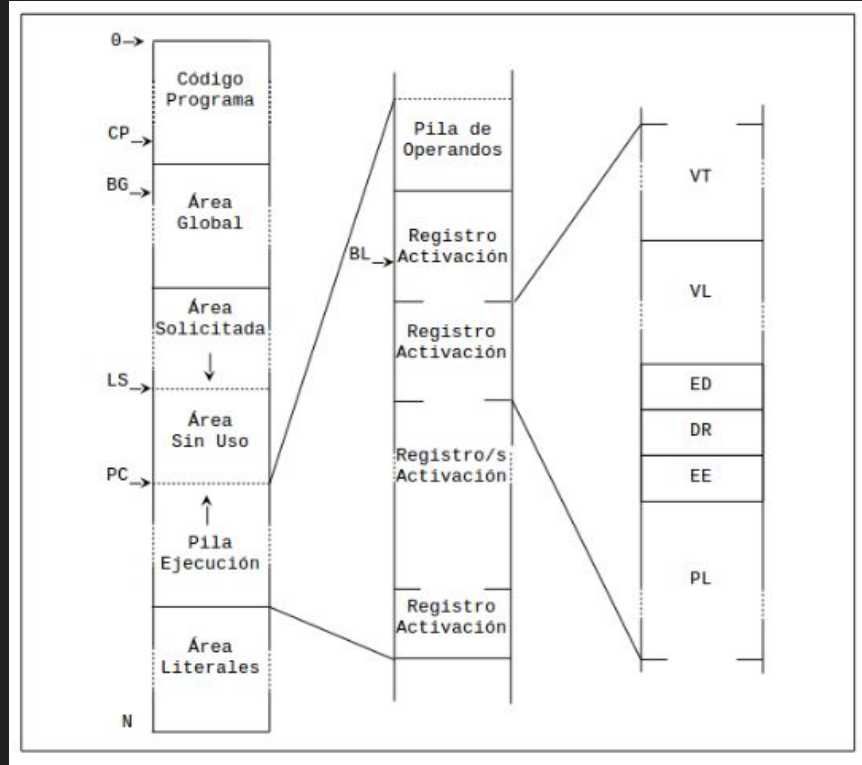 0
Código
Programa
CP
BG
Área
Global
Área
Solicitada
LS
Área
Sin Uso
PC
Pila
Ejecución
Área
Literales
N
Pila de
Operandos
Registro
BL
Activación
Registro
Activación
Registro/s
Activación
Registro
Activación
VT
VL
ED
DR
EE
PL